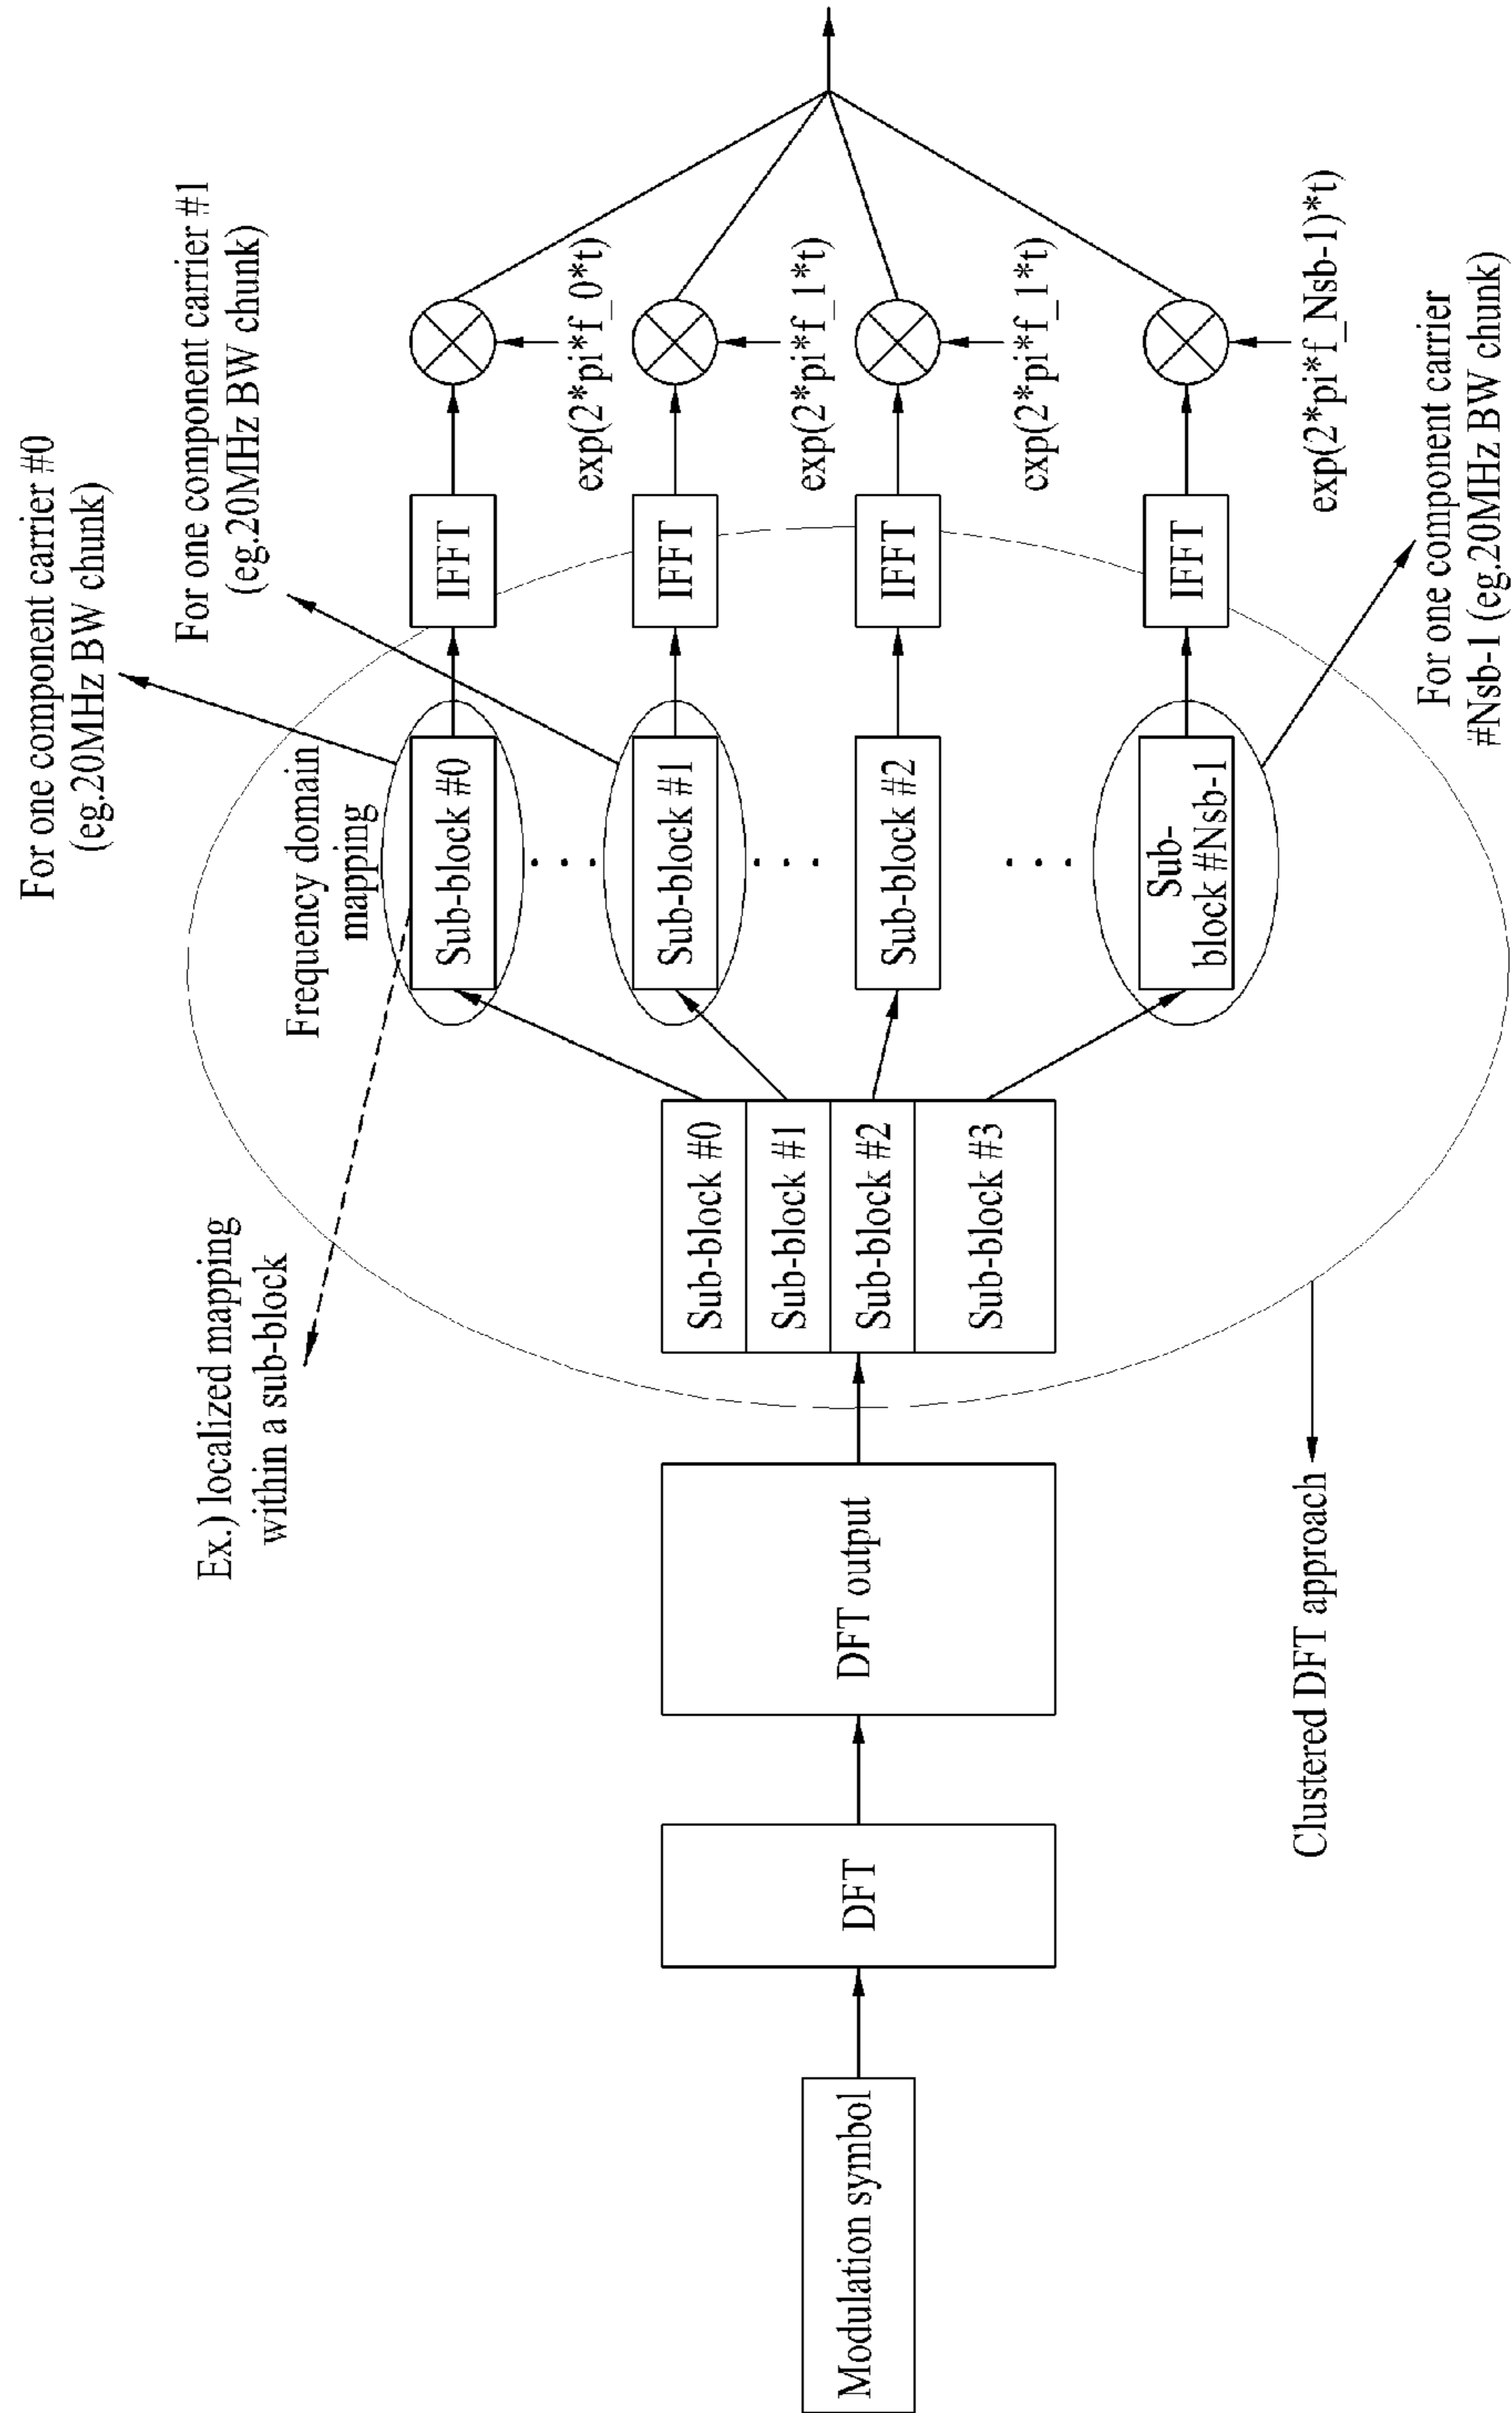 Modulation symbol
DFT
DFT output
Sub-block #0
Sub-block #1
Sub-block #2
Sub-block #3
Clustered DFT approach
Ex.) localized mapping
within a sub-block
Frequency domain
mapping
Sub-block #0
Sub-block #1
Sub-block #2
Sub-
block #Nsb-1
For one component carrier #0
(eg.20MHz BW chunk)
For one component carrier #1
(eg.20MHz BW chunk)
For one component carrier
#Nsb-1 (eg.20MHz BW chunk)
IFFT
IFFT
IFFT
IFFT
exp(2*pi*f_0*t)
exp(2*pi*f_1*t)
exp(2*pi*f_1*t)
exp(2*pi*f_Nsb-1)*t)